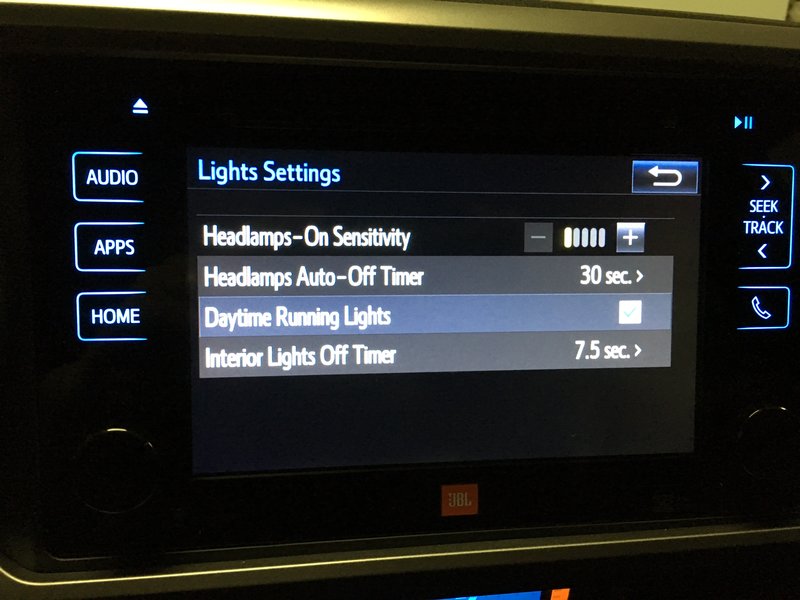 Lights Settings
AUDIO
APPS
HOME
Headlamps-On Sensitivity - +
Headlamps Auto-Off Timer 30 sec. >
Daytime Running Lights
Interior Lights Off Timer 7.5 sec. >
>
SEEK
TRACK
<
JBL